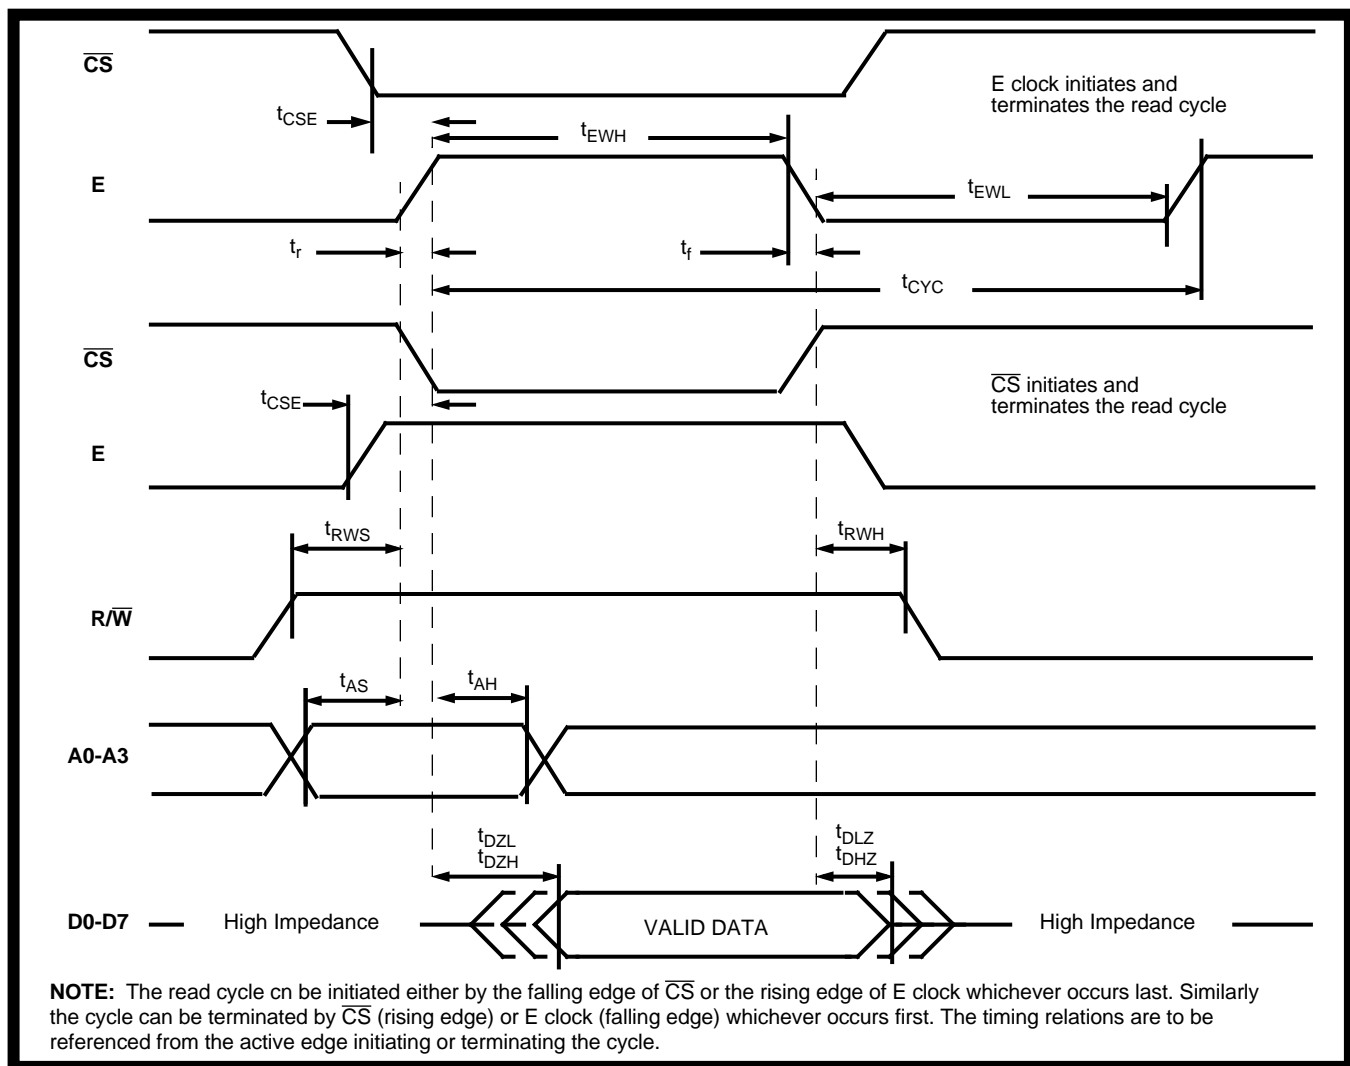 CS
E clock initiates and
terminates the read cycle
tCSE
tEWH
E
tEWL
tr
tf
tCYC
CS
CS initiates and
terminates the read cycle
tCSE
E
tRWS
tRWH
R/W
tAS
tAH
A0-A3
tDZL
tDZH
tDLZ
tDHZ
D0-D7
High Impedance
VALID DATA
High Impedance
NOTE: The read cycle cn be initiated either by the falling edge of CS or the rising edge of E clock whichever occurs last. Similarly
the cycle can be terminated by CS (rising edge) or E clock (falling edge) whichever occurs first. The timing relations are to be
referenced from the active edge initiating or terminating the cycle.